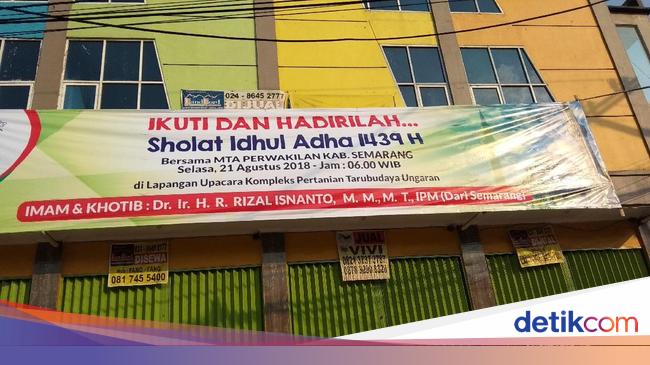 024 - 8645 2777
DIJUAL
IKUTI DAN HADIRILAH...
Sholat Idhul Adha 1439 H
Bersama MTA PERWAKILAN KAB. SEMARANG
Selasa, 21 Agustus 2018 - Jam : 06.00 WIB
di Lapangan Upacara Kompleks Pertanian Tarubudaya Ungaran
IMAM & KHOTIB : Dr. Ir. H. R. RIZAL ISNANTO, M. M., M. T., IPM (Dari Semarang)
DISEWA
081 745 5400
JUAL
VIVI
detikcom